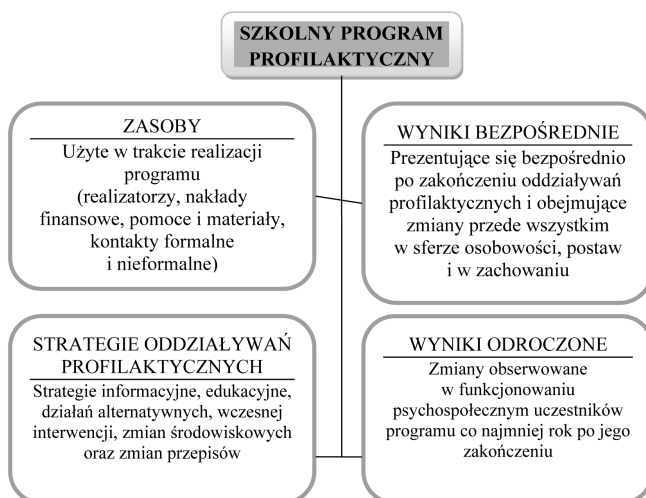 SZKOLNY PROGRAM
PROFILAKTYCZNY
ZASOBY
Użyte w trakcie realizacji
programu
(realizatorzy, nakłady
finansowe, pomoce i materiały,
kontakty formalne
i nieformalne)
WYNIKI BEZPOŚREDNIE
Prezentujące się bezpośrednio
po zakończeniu oddziaływań
profilaktycznych i obejmujące
zmiany przede wszystkim
w sferze osobowości, postaw
i w zachowaniu
STRATEGIE ODDZIAŁYWAŃ
PROFILAKTYCZNYCH
Strategie informacyjne, edukacyjne,
działań alternatywnych, wczesnej
interwencji, zmian środowiskowych
oraz zmian przepisów
WYNIKI ODROCZONE
Zmiany obserwowane
w funkcjonowaniu
psychospołecznym uczestników
programu co najmniej rok po jego
zakończeniu